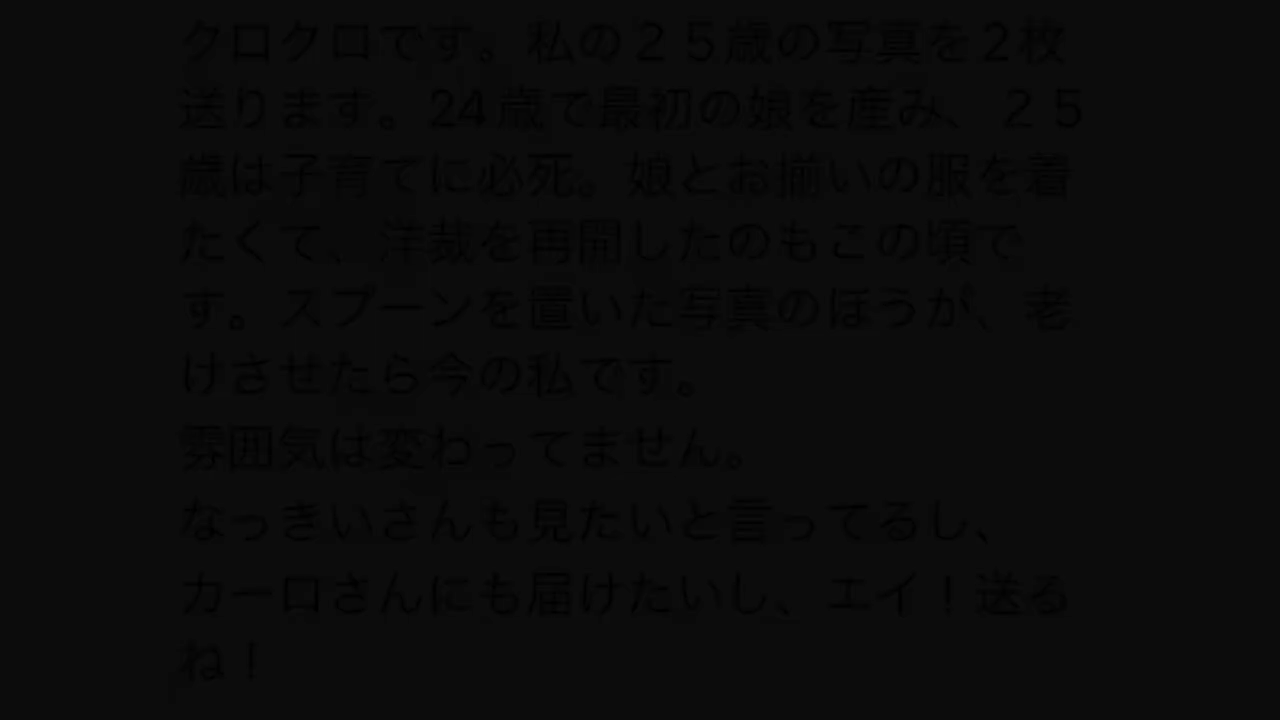 クロクロです。私の２５歳の写真を２枚
送ります。24歳で最初の娘を産み、２５
歳は子育てに必死。娘とお揃いの服を着
たくて、洋裁を再開したのもこの頃で
す。スプーンを置いた写真のほうが、老
けさせたら今の私です。
雰囲気は変わってません。
なっきいさんも見たいと言ってるし、
カーロさんにも届けたいし、エイ！送る
ね！